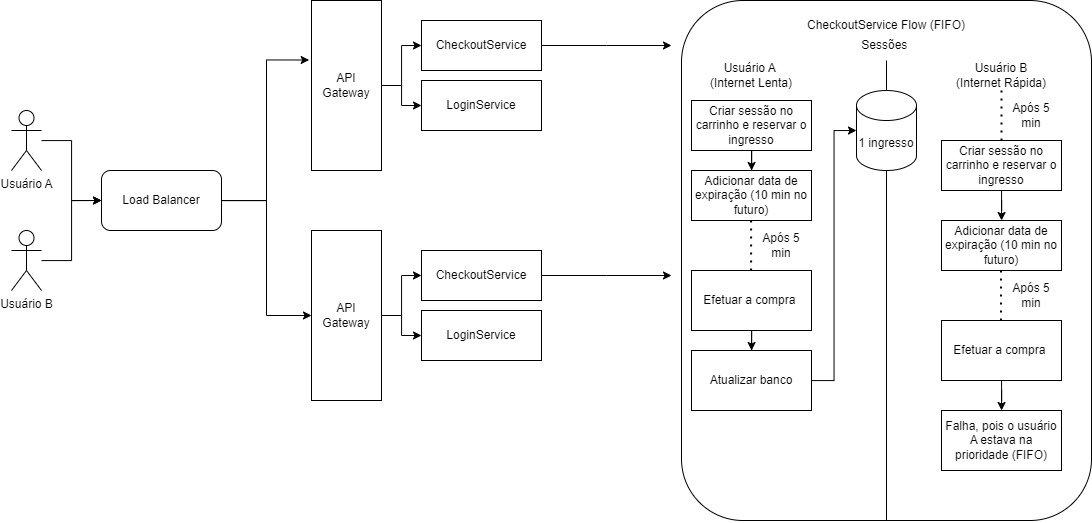 Usuário A
Usuário B
Load Balancer
API
Gateway
CheckoutService
LoginService
API
Gateway
CheckoutService
LoginService
CheckoutService Flow (FIFO)
Sessões
Usuário A
(Internet Lenta)
Criar sessão no
carrinho e reservar o
ingresso
Adicionar data de
expiração (10 min no
futuro)
Após 5
min
Efetuar a compra
Atualizar banco
1 ingresso
Usuário B
(Internet Rápida)
Após 5
min
Criar sessão no
carrinho e reservar o
ingresso
Adicionar data de
expiração (10 min no
futuro)
Após 5
min
Efetuar a compra
Falha, pois o usuário
A estava na
prioridade (FIFO)